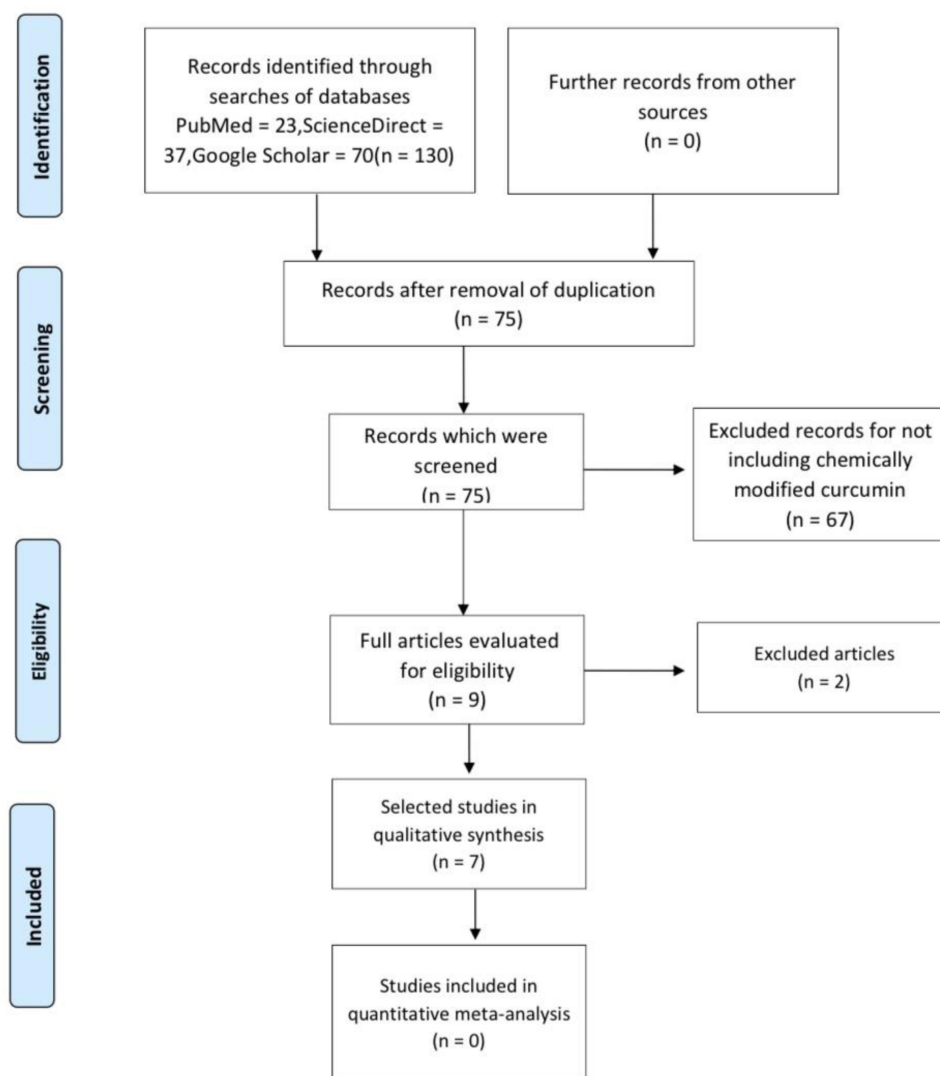 Identification
Records identified through
searches of databases
PubMed = 23,ScienceDirect =
37,Google Scholar = 70(n = 130)
Further records from other
sources
(n = 0)
Screening
Records after removal of duplication
(n = 75)
Records which were
screened
(n = 75)
Excluded records for not
including chemically
modified curcumin
(n = 67)
Eligibility
Full articles evaluated
for eligibility
(n = 9)
Excluded articles
(n = 2)
Included
Selected studies in
qualitative synthesis
(n = 7)
Studies included in
quantitative meta-analysis
(n = 0)